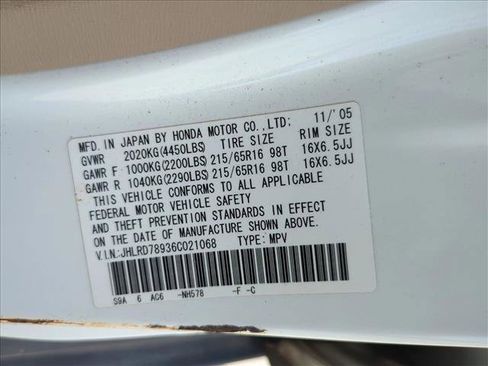 MFD. IN JAPAN BY HONDA MOTOR CO., LTD: 11/'05
GVWR 2020KG(4450LBS) TIRE SIZE RIM SIZE
GAWR F 1000KG(2200LBS) 215/65R16 98T 16X6.5JJ
GAWR R 1040KG(2290LBS) 215/65R16 98T 16X6.5JJ
THIS VEHICLE CONFORMS TO ALL APPLICABLE
FEDERAL MOTOR VEHICLE SAFETY
AND THEFT PREVENTION STANDARDS IN EFFECT
ON THE DATE OF MANUFACTURE SHOWN ABOVE.
V.I.N.:JHLRD78936C021068 TYPE: MPV
S9A 6 AC6 -NH578 -F -C